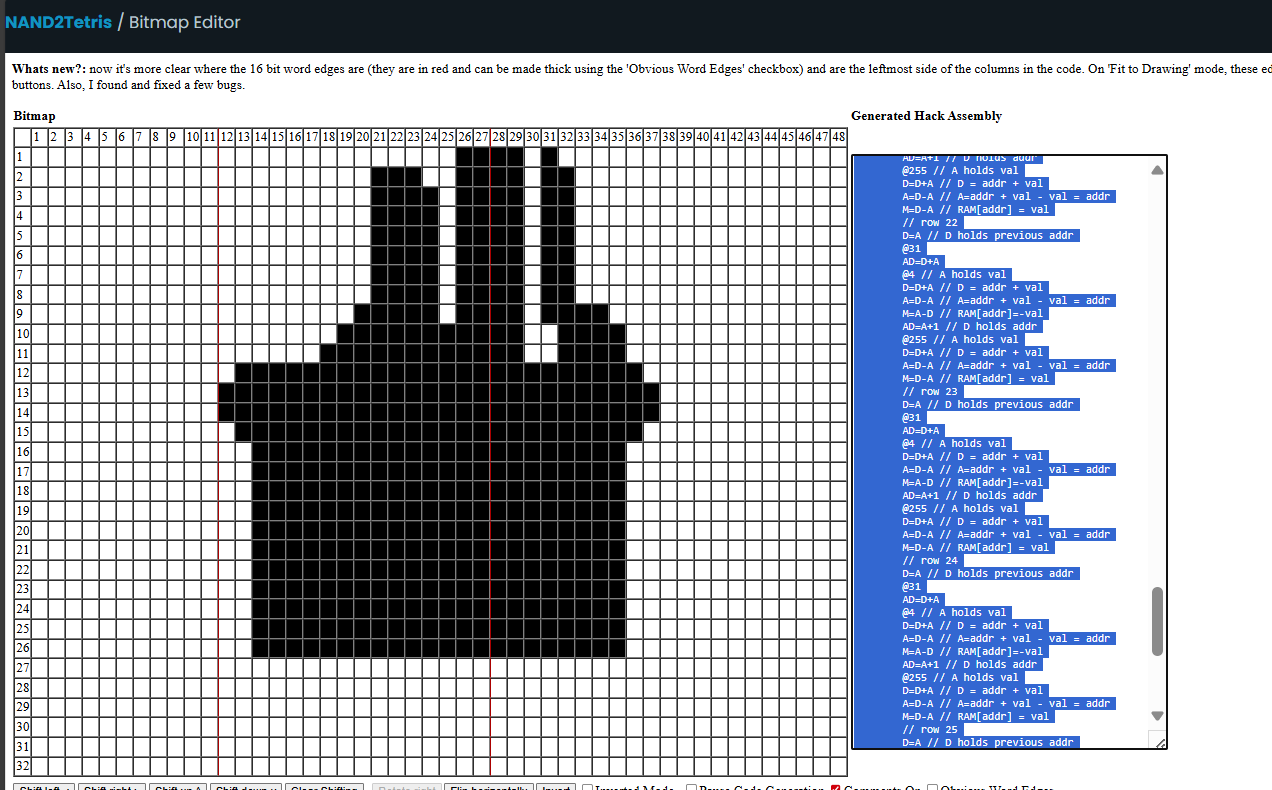 NAND2Tetris / Bitmap Editor
Whats new?: now it's more clear where the 16 bit word edges are (they are in red and can be made thick using the 'Obvious Word Edges' checkbox) and are the leftmost side of the columns in the code. On 'Fit to Drawing' mode, these
buttons. Also, I found and fixed a few bugs.
Bitmap
Generated Hack Assembly
1 2 3 4 5 6 7 8 9 10 11 12 13 14 15 16 17 18 19 20 21 22 23 24 25 26 27 28 29 30 31 32 33 34 35 36 37 38 39 40 41 42 43 44 45 46 47 48
1
2
3
4
5
6
7
8
9
10
11
12
13
14
15
16
17
18
19
20
21
22
23
24
25
26
27
28
29
30
31
32
AD=A+1 // D holds addr
@255 // A holds val
D=D+A // D = addr + val
A=D-A // A=addr + val - val = addr
M=D-A // RAM[addr] = val
// row 22
D=A // D holds previous addr
@31
AD=D+A
@4 // A holds val
D=D+A // D = addr + val
A=D-A // A=addr + val - val = addr
M=A-D // RAM[addr]=-val
AD=A+1 // D holds addr
@255 // A holds val
D=D+A // D = addr + val
A=D-A // A=addr + val - val = addr
M=D-A // RAM[addr] = val
// row 23
D=A // D holds previous addr
@31
AD=D+A
@4 // A holds val
D=D+A // D = addr + val
A=D-A // A=addr + val - val = addr
M=A-D // RAM[addr]=-val
AD=A+1 // D holds addr
@255 // A holds val
D=D+A // D = addr + val
A=D-A // A=addr + val - val = addr
M=D-A // RAM[addr] = val
// row 24
D=A // D holds previous addr
@31
AD=D+A
@4 // A holds val
D=D+A // D = addr + val
A=D-A // A=addr + val - val = addr
M=A-D // RAM[addr]=-val
AD=A+1 // D holds addr
@255 // A holds val
D=D+A // D = addr + val
A=D-A // A=addr + val - val = addr
M=D-A // RAM[addr] = val
// row 25
D=A // D holds previous addr
Shift left Shift right Shift up Shift down Clear Shifting Rotate right Flip horizontally Invert Inverted Mode Pause Code Generation Comments On Obvious Word Edges